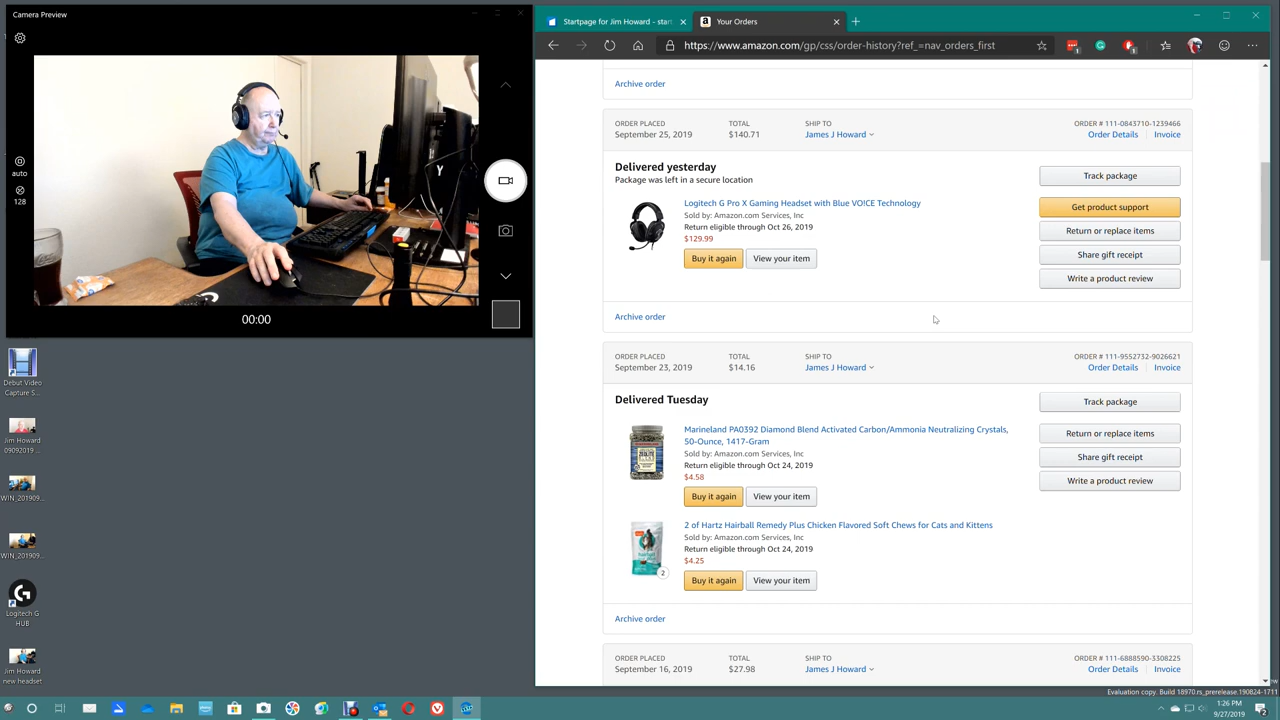 Camera Preview
auto
128
00:00
Debut Video
Capture S...
Jim Howard
09092019 ...
WIN_201909...
WIN_201909...
Logitech G
HUB
Jim Howard
new headset
Startpage for Jim Howard - star
Your Orders
https://www.amazon.com/gp/css/order-history?ref_=nav_orders_first
Archive order
ORDER PLACED
September 25, 2019
TOTAL
$140.71
SHIP TO
James J Howard
ORDER # 111-0843710-1239466
Order Details
Invoice
Delivered yesterday
Package was left in a secure location
Logitech G Pro X Gaming Headset with Blue VO!CE Technology
Sold by: Amazon.com Services, Inc
Return eligible through Oct 26, 2019
$129.99
Buy it again
View your item
Track package
Get product support
Return or replace items
Share gift receipt
Write a product review
Archive order
ORDER PLACED
September 23, 2019
TOTAL
$14.16
SHIP TO
James J Howard
ORDER # 111-9552732-9026621
Order Details
Invoice
Delivered Tuesday
Marineland PA0392 Diamond Blend Activated Carbon/Ammonia Neutralizing Crystals,
50-Ounce, 1417-Gram
Sold by: Amazon.com Services, Inc
Return eligible through Oct 24, 2019
$4.58
Buy it again
View your item
Track package
Return or replace items
Share gift receipt
Write a product review
2 of Hartz Hairball Remedy Plus Chicken Flavored Soft Chews for Cats and Kittens
Sold by: Amazon.com Services, Inc
Return eligible through Oct 24, 2019
$4.25
2
Buy it again
View your item
Archive order
ORDER PLACED
September 16, 2019
TOTAL
$27.98
SHIP TO
James J Howard
ORDER # 111-6888590-3308225
Order Details
Invoice
Evaluation copy. Build 18970.rs_prerelease.190824-1711
1:26 PM
9/27/2019
2